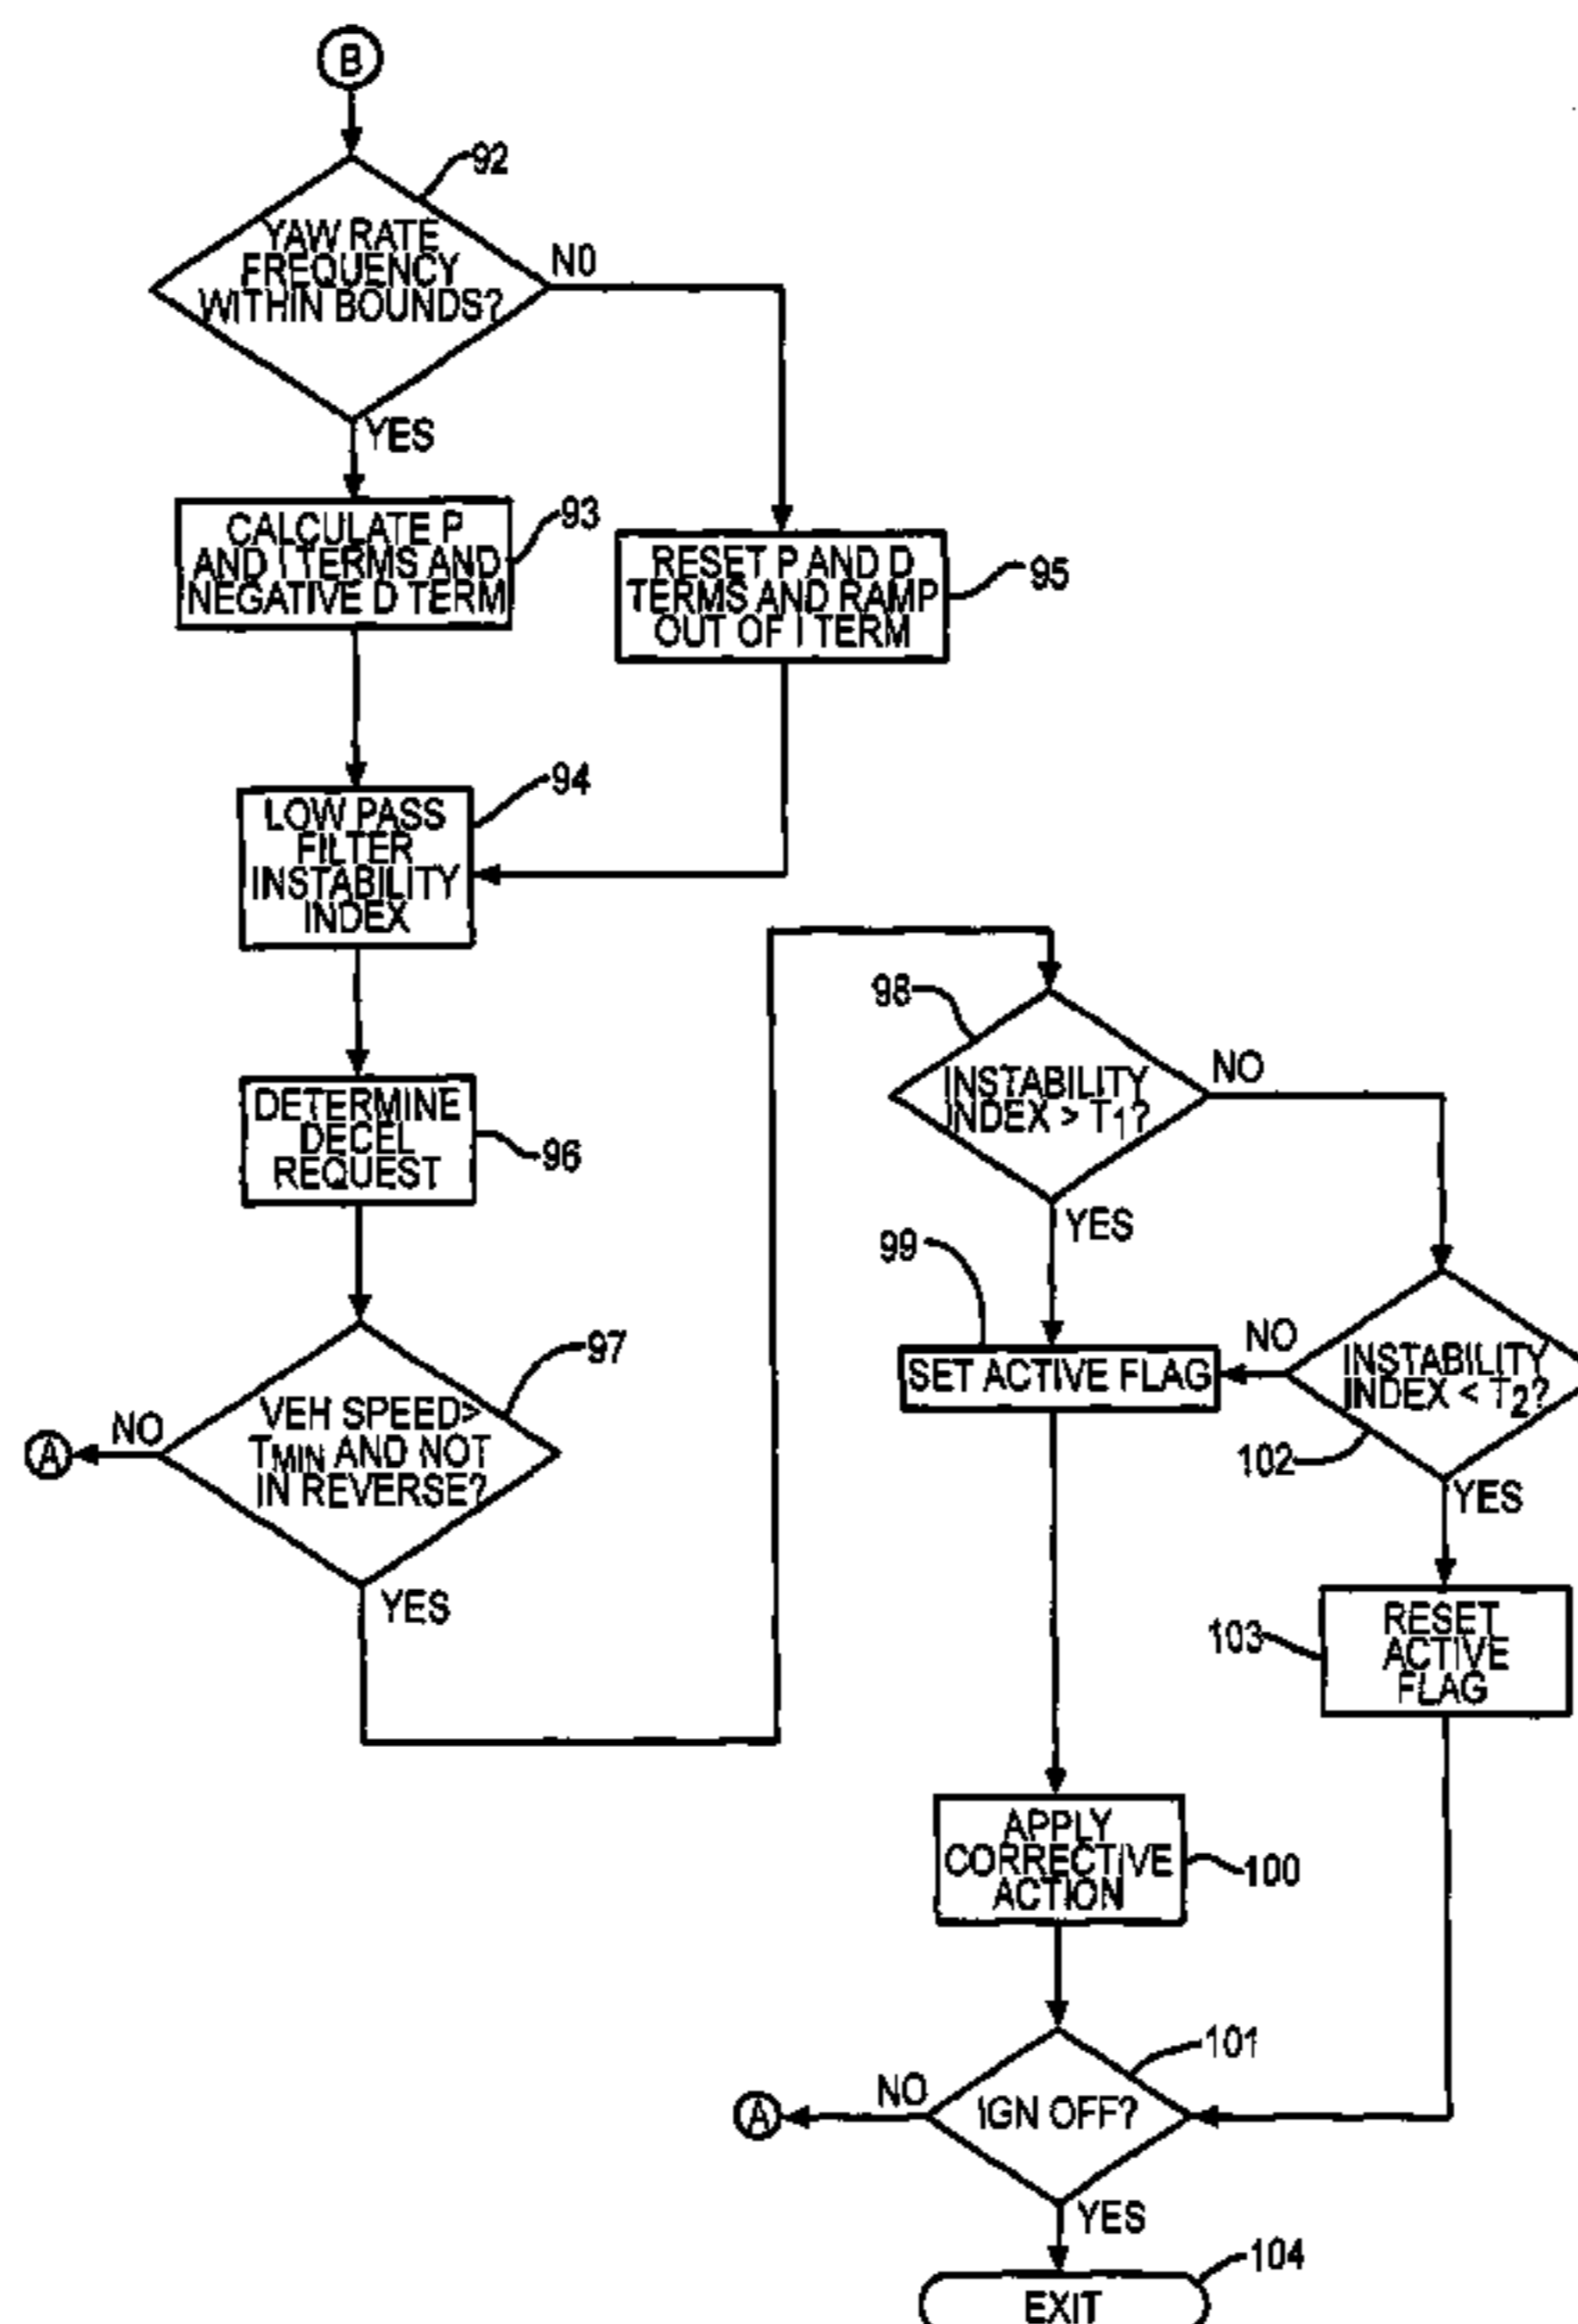 B
92
YAW RATE
FREQUENCY
WITHIN BOUNDS?
N0
YES
CALCULATE P
AND I TERMS AND
NEGATIVE D TERM
93
RESET P AND D
TERMS AND RAMP
OUT OF I TERM
95
LOW PASS
FILTER
INSTABILITY
INDEX
94
DETERMINE
DECEL
REQUEST
96
VEH SPEED>
TMIN AND NOT
IN REVERSE?
97
NO
A
YES
98
INSTABILITY
INDEX > T1?
NO
YES
99
SET ACTIVE FLAG
NO
INSTABILITY
INDEX < T2?
102
YES
RESET
ACTIVE
FLAG
103
APPLY
CORRECTIVE
ACTION
100
101
IGN OFF?
NO
A
YES
104
EXIT